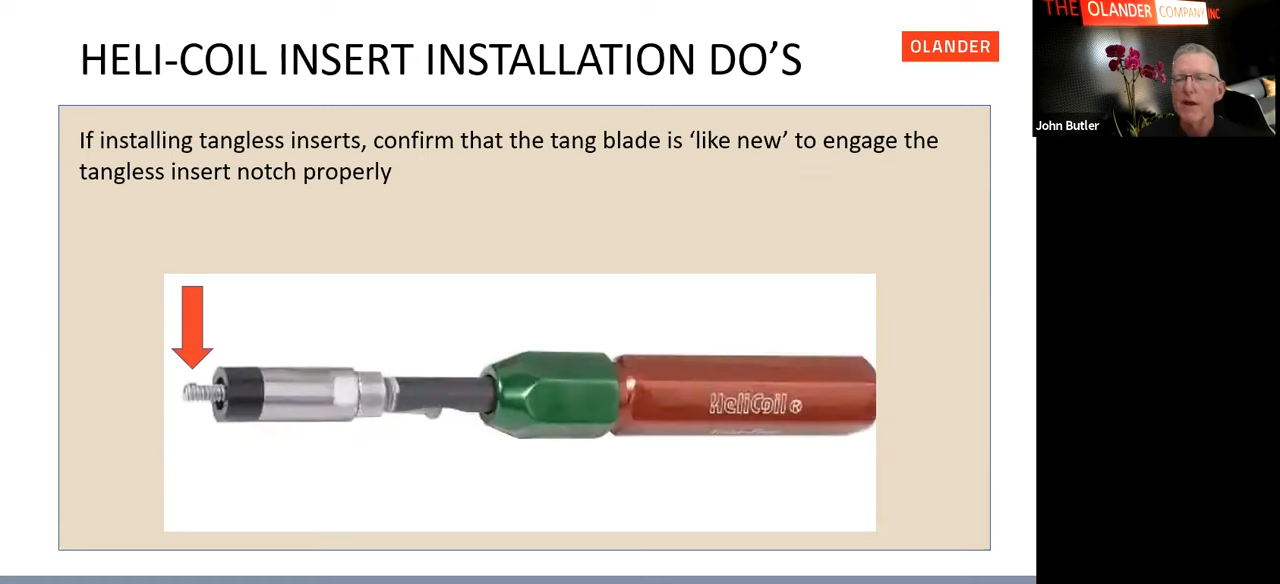 HELI-COIL INSERT INSTALLATION DO’S
OLANDER
If installing tangless inserts, confirm that the tang blade is ‘like new’ to engage the
tangless insert notch properly
HeliCoil ®
THE OLANDER COMPANY INC
John Butler